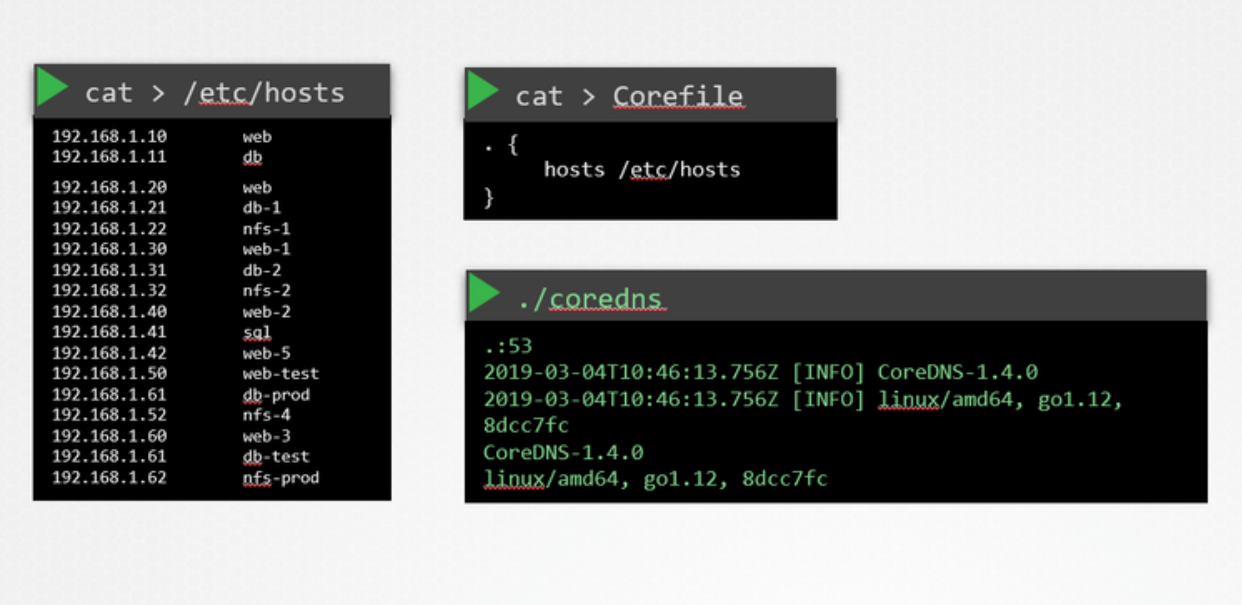 cat > /etc/hosts
192.168.1.10 web
192.168.1.11 db
192.168.1.20 web
192.168.1.21 db-1
192.168.1.22 nfs-1
192.168.1.30 web-1
192.168.1.31 db-2
192.168.1.32 nfs-2
192.168.1.40 web-2
192.168.1.41 sql
192.168.1.42 web-5
192.168.1.50 web-test
192.168.1.61 db-prod
192.168.1.52 nfs-4
192.168.1.60 web-3
192.168.1.61 db-test
192.168.1.62 nfs-prod
cat > Corefile
. {
hosts /etc/hosts
}
./coredns
.:53
2019-03-04T10:46:13.756Z [INFO] CoreDNS-1.4.0
2019-03-04T10:46:13.756Z [INFO] linux/amd64, go1.12,
8dcc7fc
CoreDNS-1.4.0
linux/amd64, go1.12, 8dcc7fc